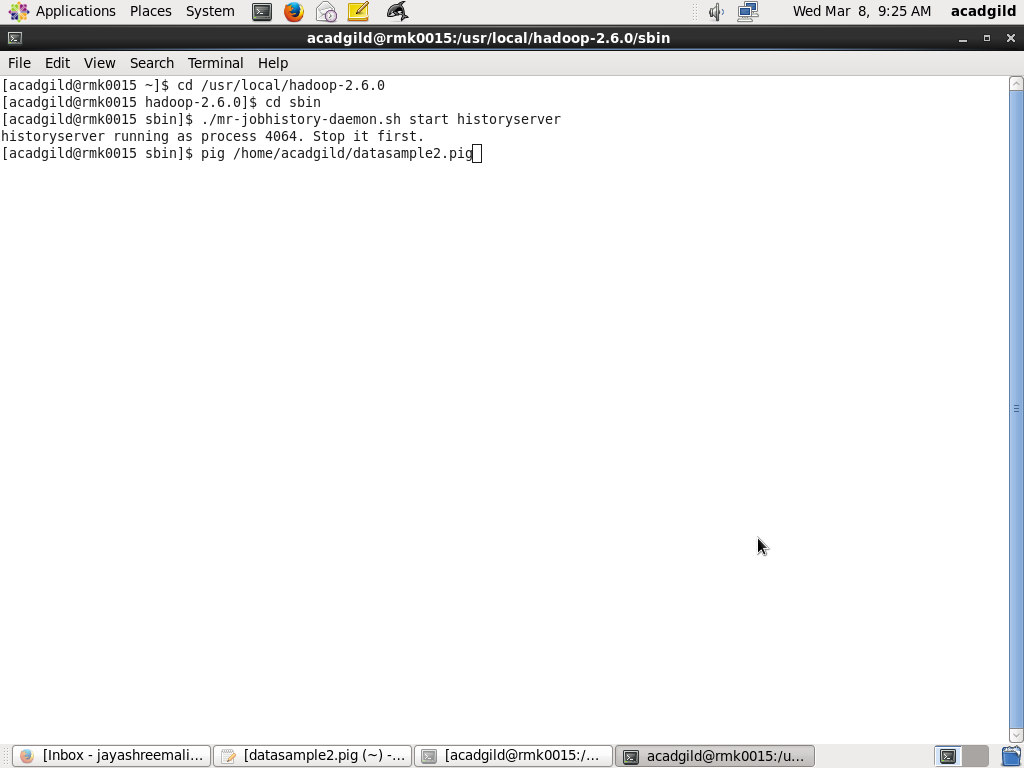 Applications Places System Wed Mar 8, 9:25 AM acadgild
acadgild@rmk0015:/usr/local/hadoop-2.6.0/sbin
File Edit View Search Terminal Help
[acadgild@rmk0015 ~]$ cd /usr/local/hadoop-2.6.0
[acadgild@rmk0015 hadoop-2.6.0]$ cd sbin
[acadgild@rmk0015 sbin]$ ./mr-jobhistory-daemon.sh start historyserver
historyserver running as process 4064. Stop it first.
[acadgild@rmk0015 sbin]$ pig /home/acadgild/datasample2.pig
[Inbox - jayashreemali... [datasample2.pig (~) -... [acadgild@rmk0015:/... acadgild@rmk0015:/u...